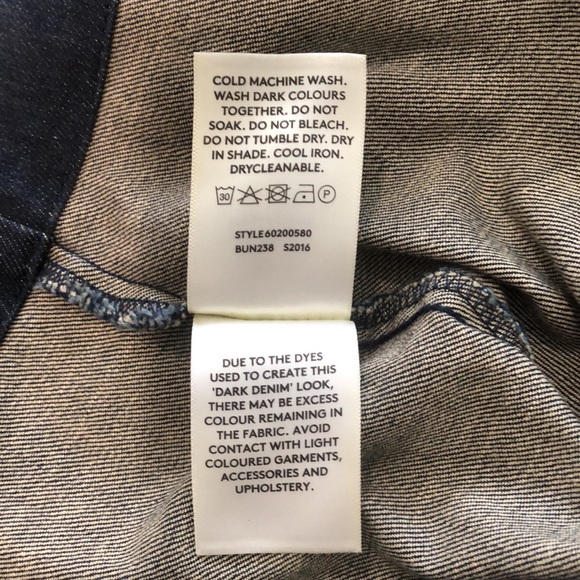 COLD MACHINE WASH.
WASH DARK COLOURS
TOGETHER. DO NOT
SOAK. DO NOT BLEACH.
DO NOT TUMBLE DRY. DRY
IN SHADE. COOL IRON.
DRYCLEANABLE.
30 P
STYLE60200580
BUN238 S2016
DUE TO THE DYES
USED TO CREATE THIS
'DARK DENIM' LOOK,
THERE MAY BE EXCESS
COLOUR REMAINING IN
THE FABRIC. AVOID
CONTACT WITH LIGHT
COLOURED GARMENTS,
ACCESSORIES AND
UPHOLSTERY.